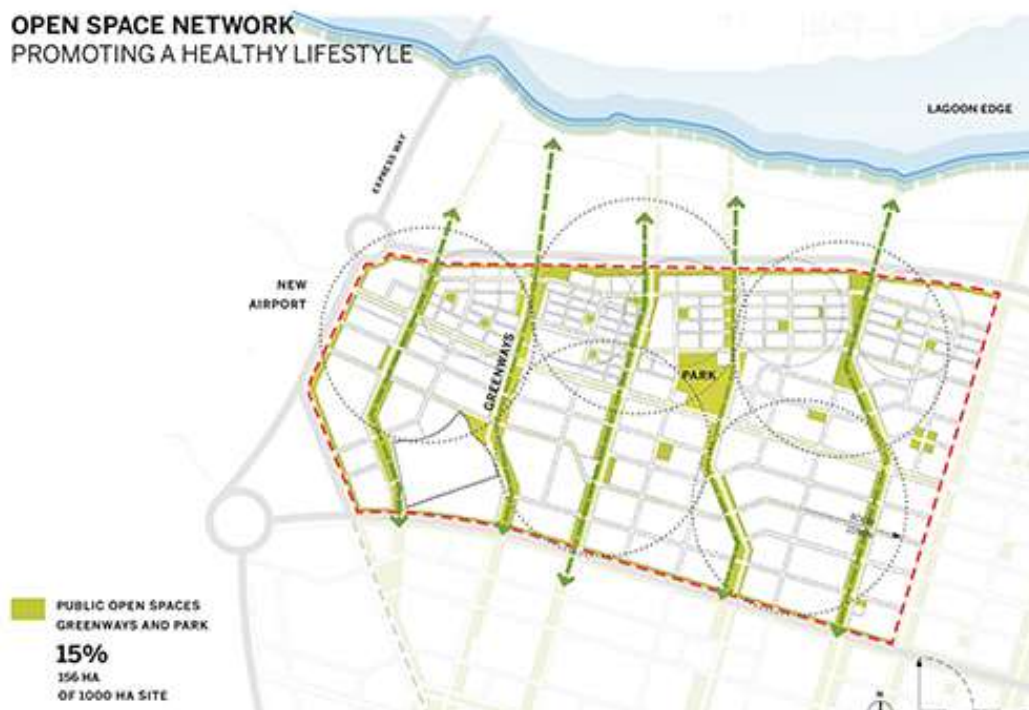 OPEN SPACE NETWORK
PROMOTING A HEALTHY LIFESTYLE
LAGOON EDGE
EXPRESS WAY
NEW
AIRPORT
GREENWAYS
PARK
PUBLIC OPEN SPACES
GREENWAYS AND PARK
15%
156 HA
OF 1000 HA SITE
N